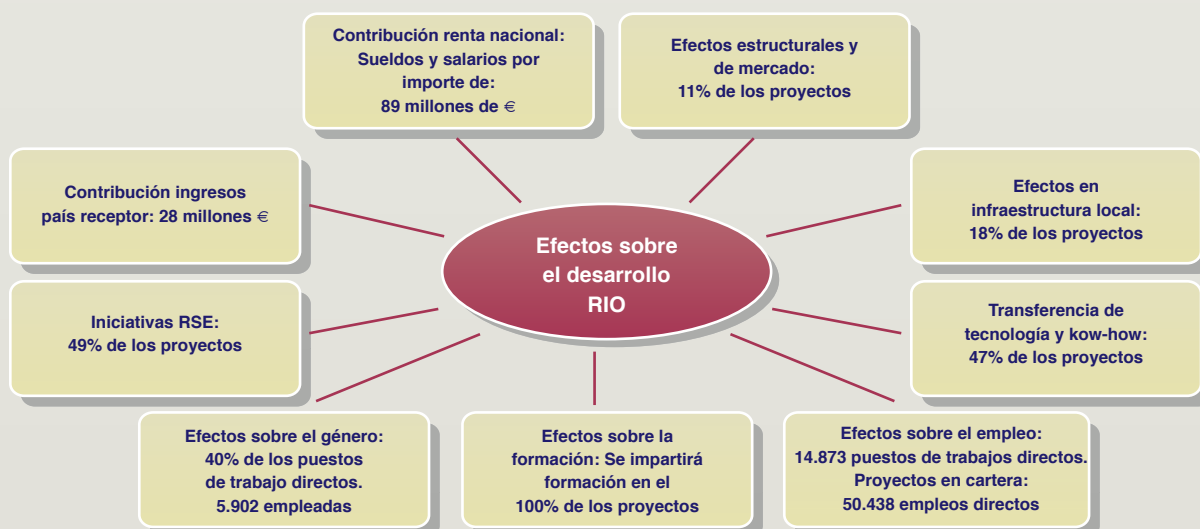 Contribución renta nacional:
Sueldos y salarios por
importe de:
89 millones de €
Efectos estructurales y
de mercado:
11% de los proyectos
Contribución ingresos
país receptor: 28 millones €
Efectos en
infraestructura local:
18% de los proyectos
Efectos sobre
el desarrollo
RIO
Iniciativas RSE:
49% de los proyectos
Transferencia de
tecnología y kow-how:
47% de los proyectos
Efectos sobre el género:
40% de los puestos
de trabajo directos.
5.902 empleadas
Efectos sobre la
formación: Se impartirá
formación en el
100% de los proyectos
Efectos sobre el empleo:
14.873 puestos de trabajos directos.
Proyectos en cartera:
50.438 empleos directos